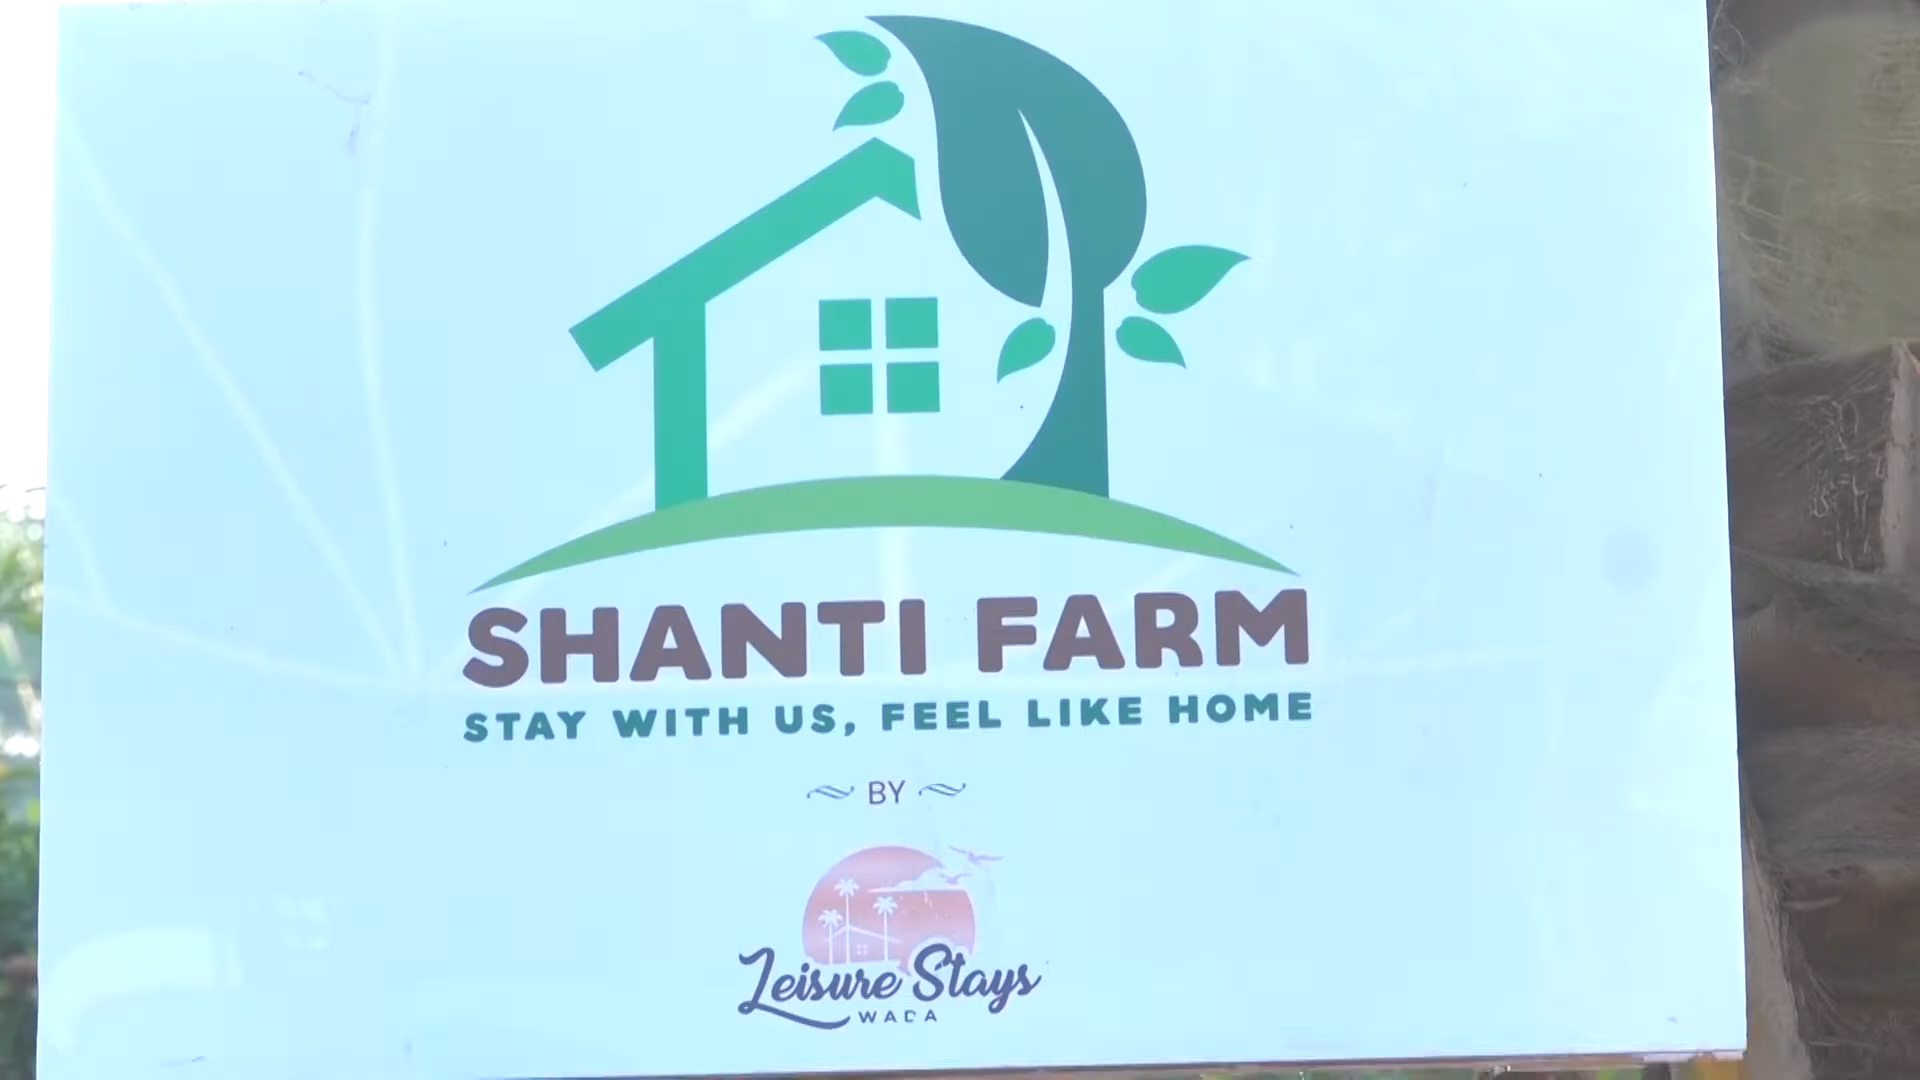 SHANTI FARM
STAY WITH US, FEEL LIKE HOME
BY
Leisure Stays
WADA